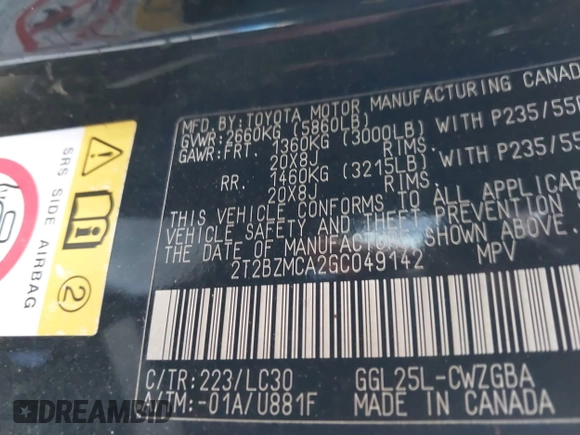 MFD. BY: TOYOTA MOTOR MANUFACTURING CANADA
GVWR: 2660KG (5860LB)
GAWR: FRT. 1360KG (3000LB) WITH P235/55
20X8J RIMS,
RR. 1460KG (3215LB) WITH P235/55
20X8J RIMS,
THIS VEHICLE CONFORMS TO ALL APPLICAB
VEHICLE SAFETY AND THEFT PREVENTION
THE DATE OF MANUFACTURE SHOWN ABOVE.
2T2BZMCA2GC049142 MPV
C/TR: 223/LC30 GGL25L-CWZGBA
A/TM: -01A/U881F MADE IN CANADA
SRS SIDE AIRBAG
2
RIDESAFELY